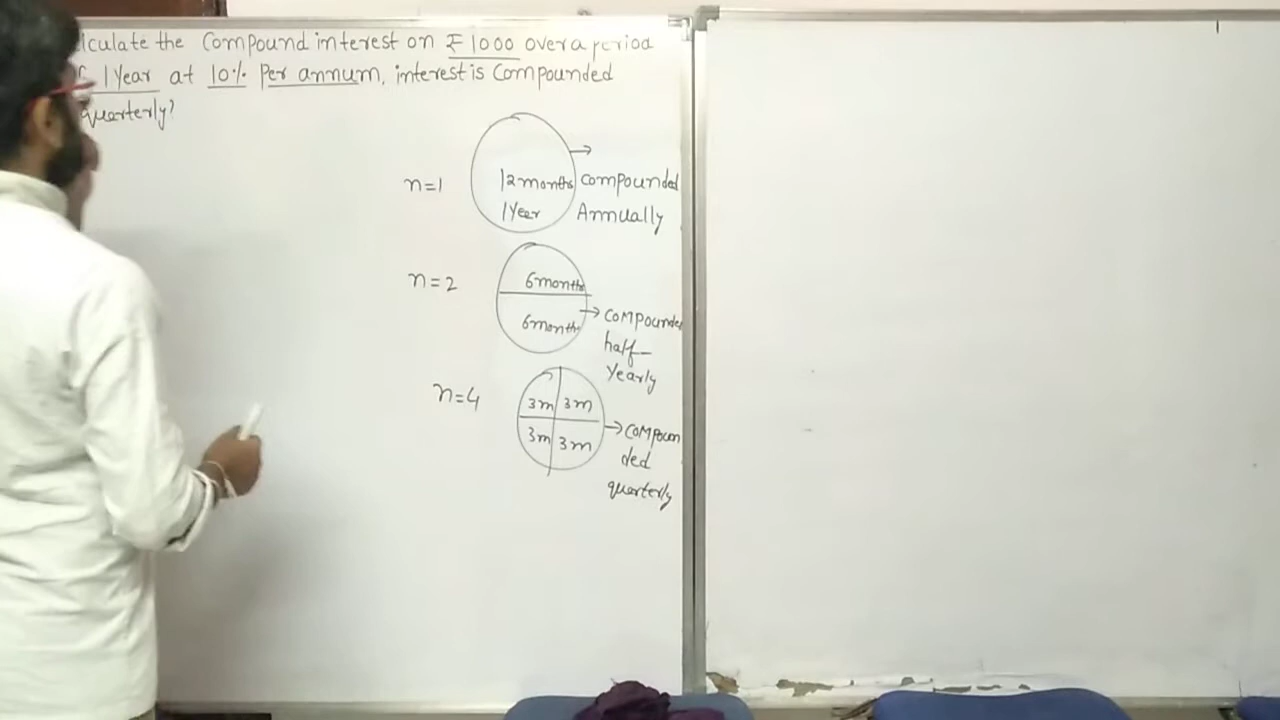 lculate the Compound interest on ₹ 1000 over a period
1Year at 10% Per annum, interest is Compounded
quarterly?
n=1
12months
1Year
Compounded
Annually
n=2
6months
6months
Compounded
half-
Yearly
n=4
3m 3m
3m 3m
Compoun
ded
quarterly